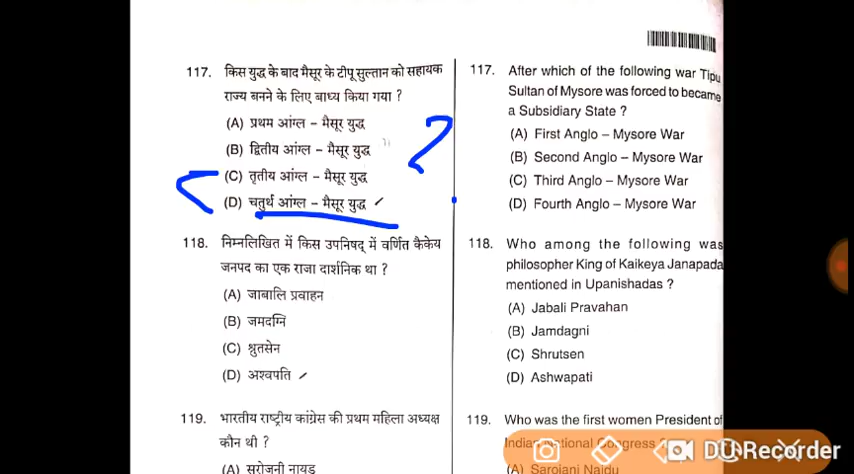 117. किस युद्ध के बाद मैसूर के टीपू सुल्तान को सहायक
राज्य बनने के लिए बाध्य किया गया ?
(A) प्रथम आंग्ल – मैसूर युद्ध
(B) द्वितीय आंग्ल – मैसूर युद्ध
(C) तृतीय आंग्ल – मैसूर युद्ध
(D) चतुर्थ आंग्ल – मैसूर युद्ध
118. निम्नलिखित में किस उपनिषद् में वर्णित कैकेय
जनपद का एक राजा दार्शनिक था ?
(A) जाबालि प्रवाहन
(B) जमदग्नि
(C) श्रुतसेन
(D) अश्वपति
119. भारतीय राष्ट्रीय कांग्रेस की प्रथम महिला अध्यक्ष
कौन थी ?
(A) सरोजनी नायडू
117. After which of the following war Tipu
Sultan of Mysore was forced to became
a Subsidiary State ?
(A) First Anglo – Mysore War
(B) Second Anglo – Mysore War
(C) Third Anglo – Mysore War
(D) Fourth Anglo – Mysore War
118. Who among the following was
philosopher King of Kaikeya Janapada
mentioned in Upanishadas ?
(A) Jabali Pravahan
(B) Jamdagni
(C) Shrutsen
(D) Ashwapati
119. Who was the first women President of
Indian National Congress ?
(A) Sarojani Naidu
DU Recorder